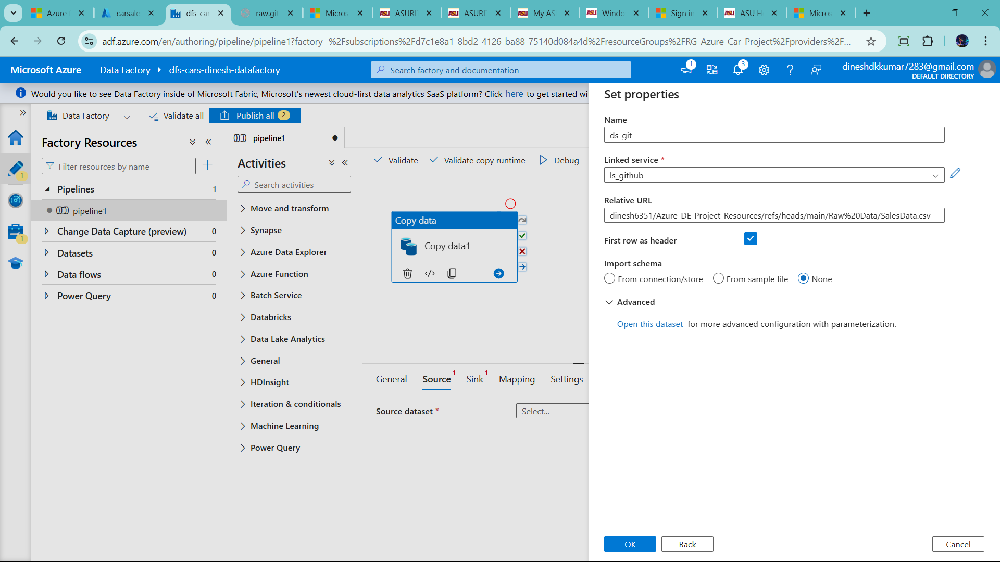 Azure f
carsale
dfs-car
raw.git
Micros
ASURI
ASURI
My AS
Windo
Sign in
ASU H
Micros
adf.azure.com/en/authoring/pipeline/pipeline1?factory=%2Fsubscriptions%2Fd7c1e8a1-8bd2-4126-ba88-75140d084a4d%2FresourceGroups%2FRG_Azure_Car_Project%2Fproviders%2F...
Microsoft Azure
Data Factory
dfs-cars-dinesh-datafactory
Search factory and documentation
1
3
dineshdkkumar7283@gmail.com
DEFAULT DIRECTORY
Would you like to see Data Factory inside of Microsoft Fabric, Microsoft's newest cloud-first data analytics SaaS platform? Click here to get started wi
Data Factory
Validate all
Publish all 2
1
1
Factory Resources
Filter resources by name
Pipelines 1
pipeline1
Change Data Capture (preview) 0
Datasets 0
Data flows 0
Power Query 0
pipeline1
Activities
Search activities
Move and transform
Synapse
Azure Data Explorer
Azure Function
Batch Service
Databricks
Data Lake Analytics
General
HDInsight
Iteration & conditionals
Machine Learning
Power Query
Validate
Validate copy runtime
Debug
Copy data
Copy data1
General
Source 1
Sink 1
Mapping
Settings
Source dataset *
Select...
Set properties
Name
ds_git
Linked service *
ls_github
Relative URL
dinesh6351/Azure-DE-Project-Resources/refs/heads/main/Raw%20Data/SalesData.csv
First row as header
Import schema
From connection/store
From sample file
None
Advanced
Open this dataset for more advanced configuration with parameterization.
OK
Back
Cancel